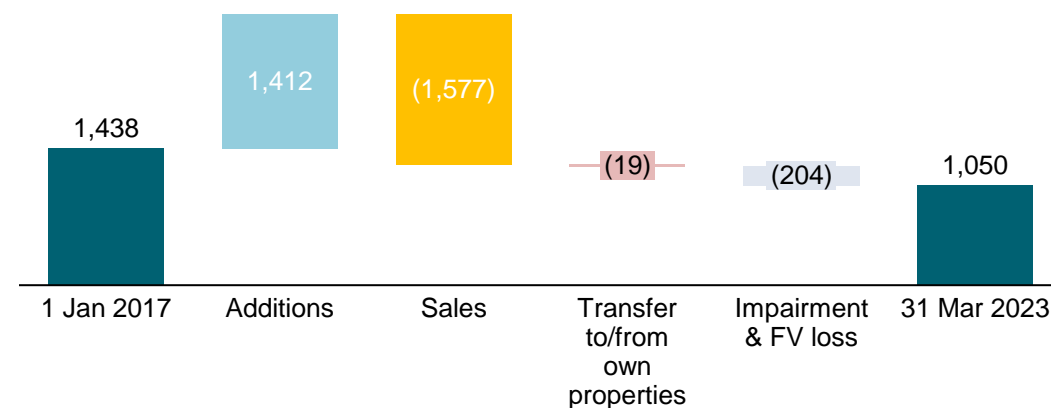 1,438
1,412
(1,577)
(19)
(204)
1,050
1 Jan 2017
Additions
Sales
Transfer
to/from
own
properties
Impairment
& FV loss
31 Mar 2023